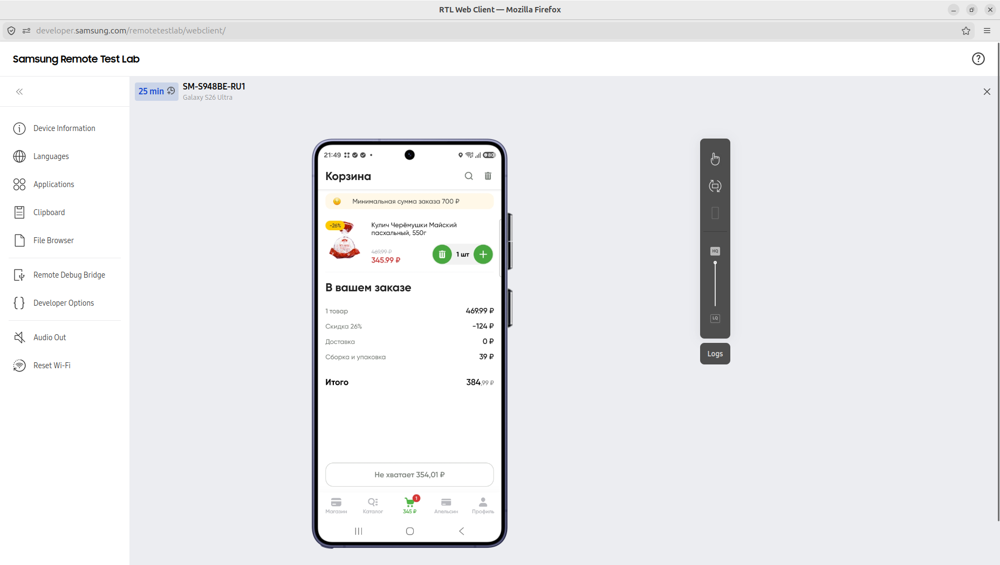 RTL Web Client — Mozilla Firefox
developer.samsung.com/remotetestlab/webclient/
Samsung Remote Test Lab
25 min
SM-S948BE-RU1
Galaxy S26 Ultra
Device Information
Languages
Applications
Clipboard
File Browser
Remote Debug Bridge
Developer Options
Audio Out
Reset Wi-Fi
21:49
80
Корзина
Минимальная сумма заказа 700 ₽
-26%
Кулич Черёмушки Майский
пасхальный, 550г
469.99 ₽
345.99 ₽
1 шт
В вашем заказе
1 товар 469.99 ₽
Скидка 26% -124 ₽
Доставка 0 ₽
Сборка и упаковка 39 ₽
Итого 384,99 ₽
Не хватает 354,01 ₽
1
Магазин Каталог 345 ₽ Апельсин Профиль
HQ
LQ
Logs